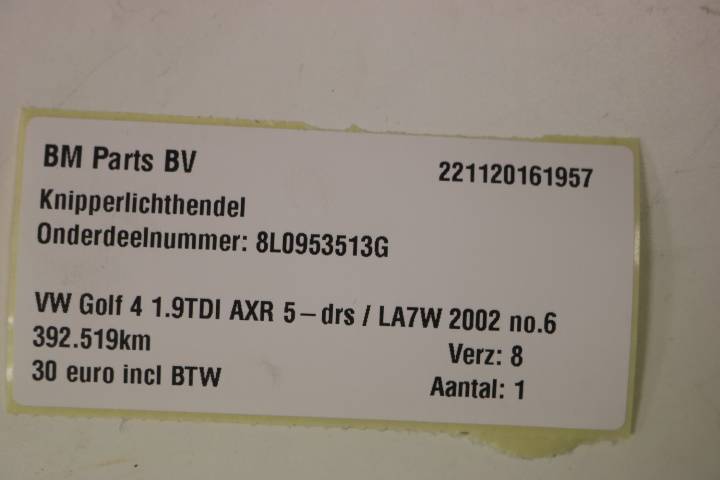 BM Parts BV 221120161957
Knipperlichthendel
Onderdeelnummer: 8L0953513G
VW Golf 4 1.9TDI AXR 5-drs / LA7W 2002 no.6
392.519km Verz: 8
30 euro incl BTW Aantal: 1